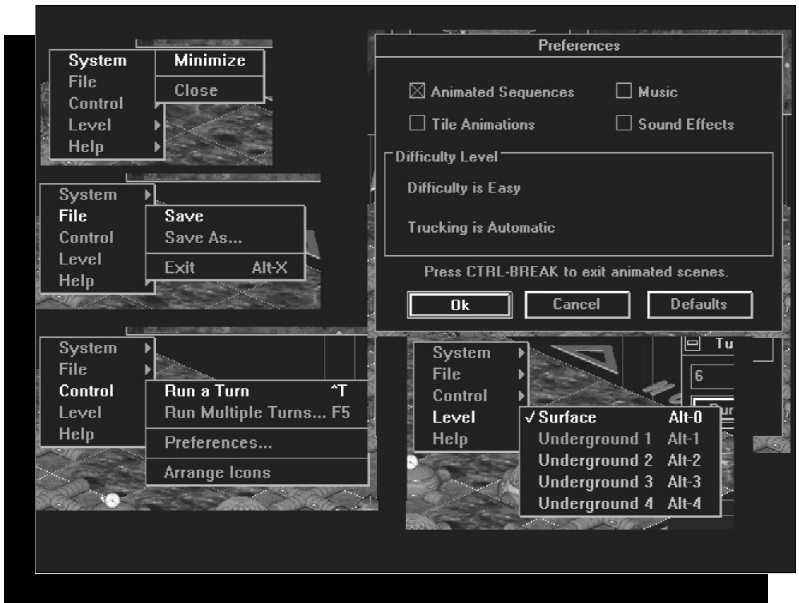 System
Minimize
File
Close
Control
Level
Help
System
File
Save
Control
Save As...
Level
Exit Alt-X
Help
System
File
Control
Run a Turn ^T
Level
Run Multiple Turns... F5
Help
Preferences...
Arrange Icons
Preferences
Animated Sequences
Music
Tile Animations
Sound Effects
Difficulty Level
Difficulty is Easy
Trucking is Automatic
Press CTRL-BREAK to exit animated scenes.
Ok
Cancel
Defaults
System
File
Control
Level
Help
Surface Alt-0
Underground 1 Alt-1
Underground 2 Alt-2
Underground 3 Alt-3
Underground 4 Alt-4
Tu
6